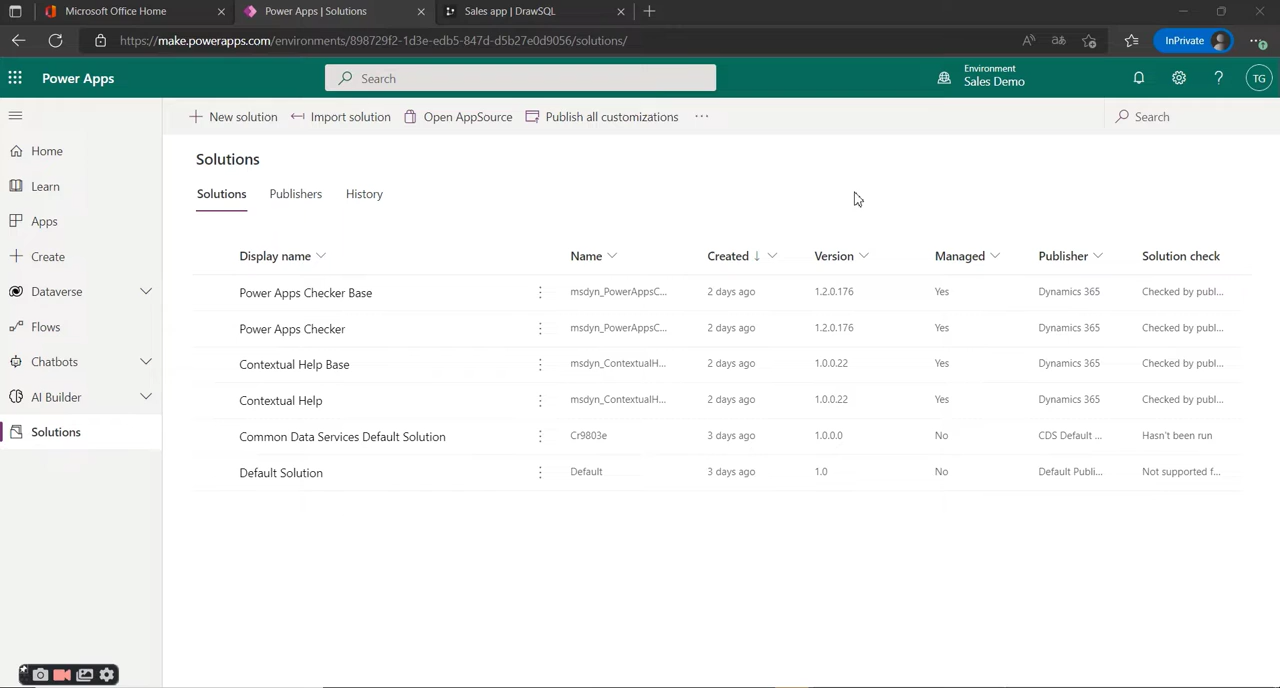 Microsoft Office Home
Power Apps | Solutions
Sales app | DrawSQL
https://make.powerapps.com/environments/898729f2-1d3e-edb5-847d-d5b27e0d9056/solutions/
InPrivate
Power Apps
Search
Environment
Sales Demo
TG
New solution
Import solution
Open AppSource
Publish all customizations
Search
Home
Learn
Apps
Create
Dataverse
Flows
Chatbots
AI Builder
Solutions
Solutions
Solutions Publishers History
Display name Name Created Version Managed Publisher Solution check
Power Apps Checker Base msdyn_PowerAppsC... 2 days ago 1.2.0.176 Yes Dynamics 365 Checked by publ...
Power Apps Checker msdyn_PowerAppsC... 2 days ago 1.2.0.176 Yes Dynamics 365 Checked by publ...
Contextual Help Base msdyn_ContextualH... 2 days ago 1.0.0.22 Yes Dynamics 365 Checked by publ...
Contextual Help msdyn_ContextualH... 2 days ago 1.0.0.22 Yes Dynamics 365 Checked by publ...
Common Data Services Default Solution Cr9803e 3 days ago 1.0.0.0 No CDS Default ... Hasn't been run
Default Solution Default 3 days ago 1.0 No Default Publi... Not supported f...